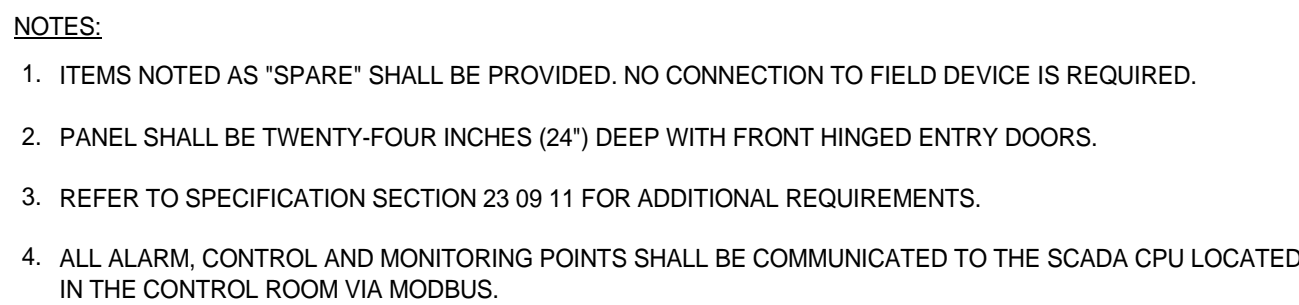 NOTES:
1. ITEMS NOTED AS "SPARE" SHALL BE PROVIDED. NO CONNECTION TO FIELD DEVICE IS REQUIRED.
2. PANEL SHALL BE TWENTY-FOUR INCHES (24") DEEP WITH FRONT HINGED ENTRY DOORS.
3. REFER TO SPECIFICATION SECTION 23 09 11 FOR ADDITIONAL REQUIREMENTS.
4. ALL ALARM, CONTROL AND MONITORING POINTS SHALL BE COMMUNICATED TO THE SCADA CPU LOCATED
IN THE CONTROL ROOM VIA MODBUS.